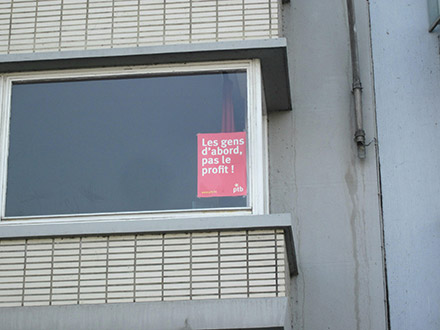 Les gens
d'abord,
pas le
profit !
ptb